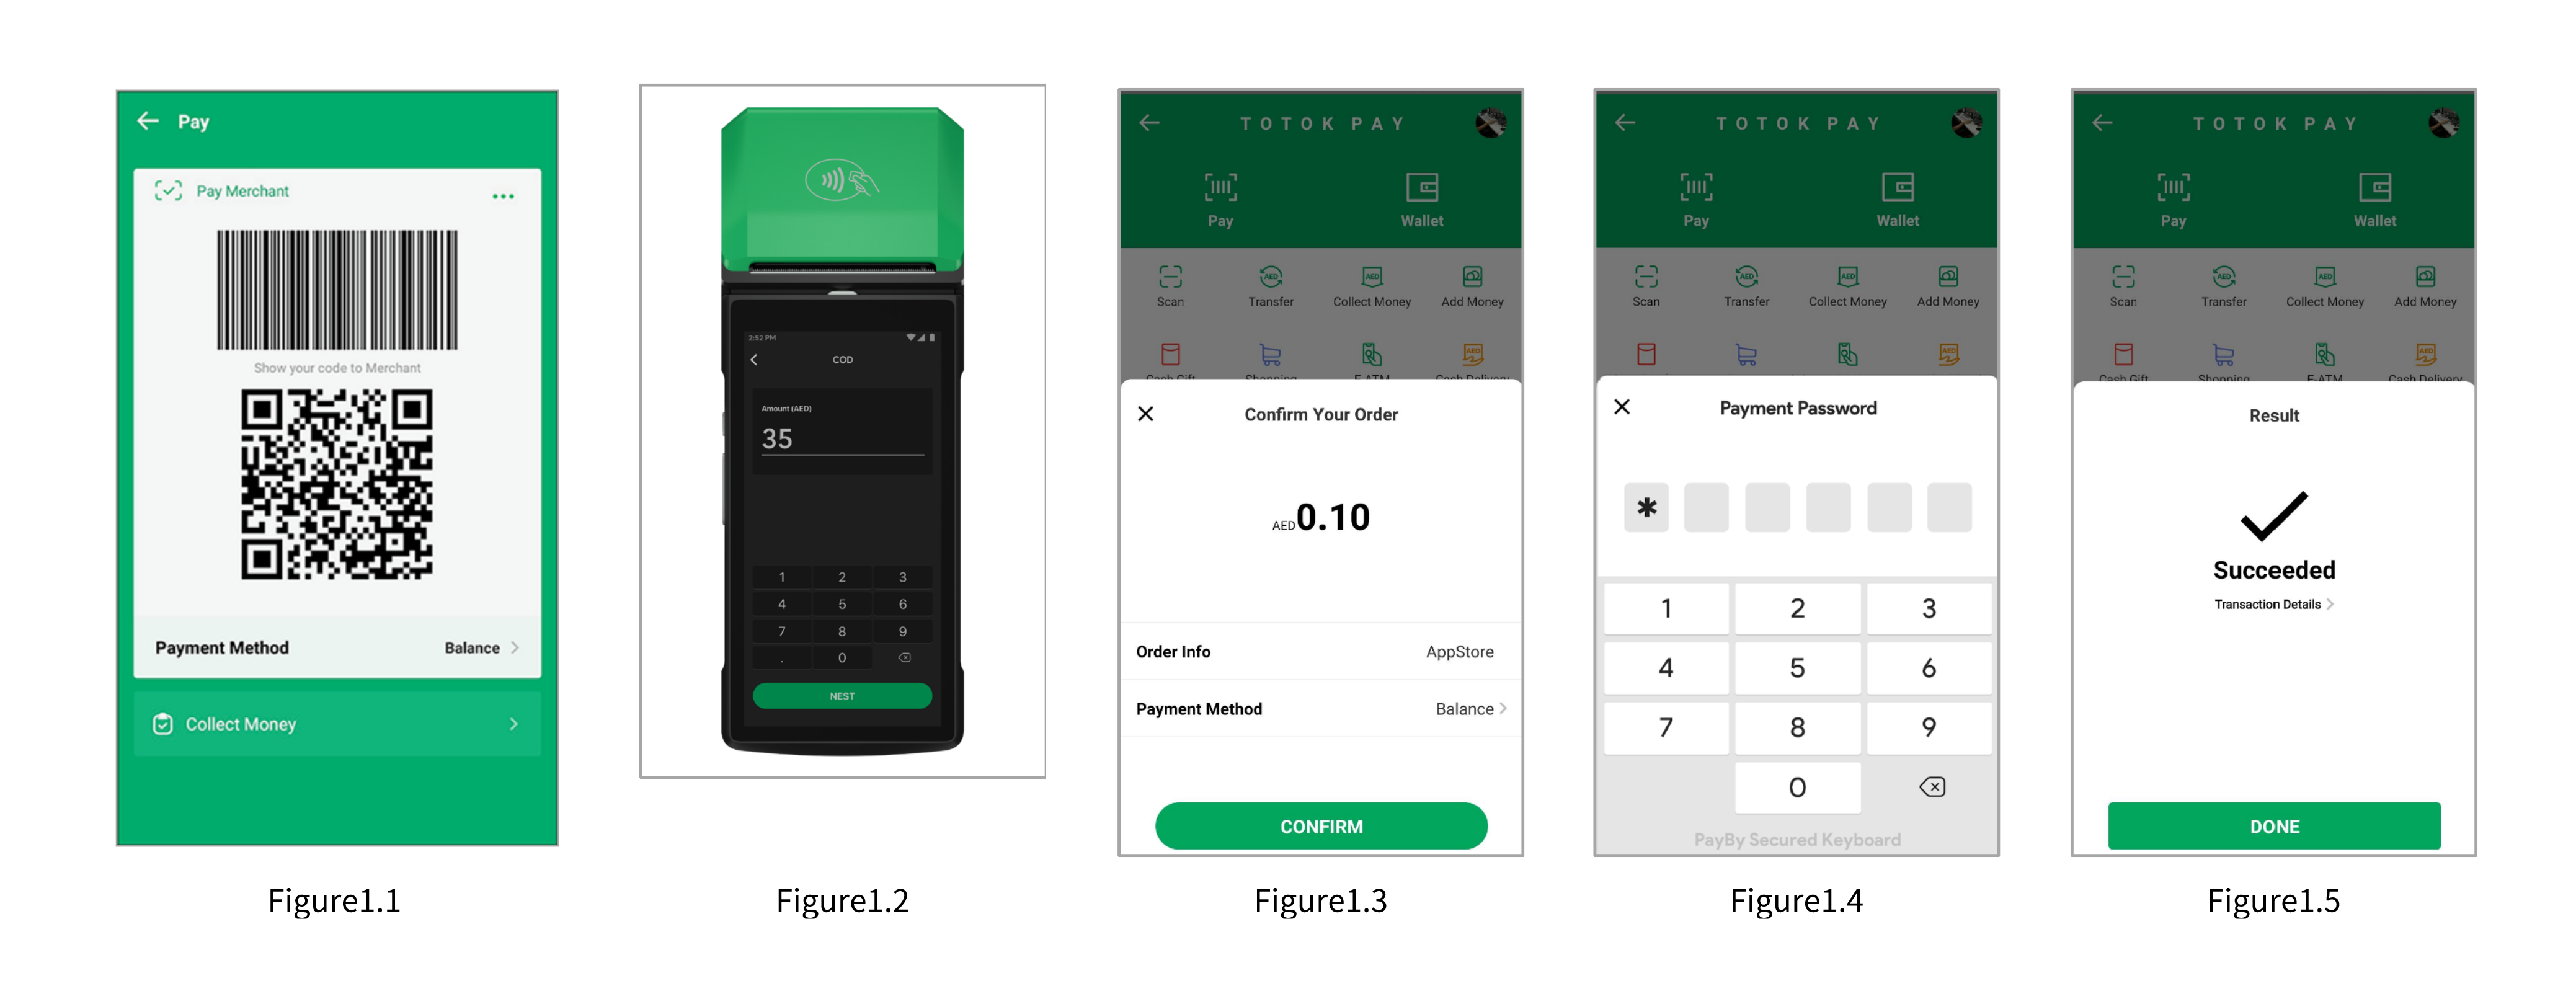 Pay
Pay Merchant
Show your code to Merchant
Payment Method
Balance
Collect Money
Figure1.1
2:52 PM
COD
Amount (AED)
35
1 2 3
4 5 6
7 8 9
. 0
NEST
Figure1.2
TOTOK PAY
Pay
Wallet
Scan
Transfer
Collect Money
Add Money
Cash Gift
Shopping
E-ATM
Cash Delivery
Confirm Your Order
AED0.10
Order Info
AppStore
Payment Method
Balance
CONFIRM
Figure1.3
TOTOK PAY
Pay
Wallet
Scan
Transfer
Collect Money
Add Money
Payment Password
*
1 2 3
4 5 6
7 8 9
0
PayBy Secured Keyboard
Figure1.4
TOTOK PAY
Pay
Wallet
Scan
Transfer
Collect Money
Add Money
Cash Gift
Shopping
E-ATM
Cash Delivery
Result
Succeeded
Transaction Details
DONE
Figure1.5